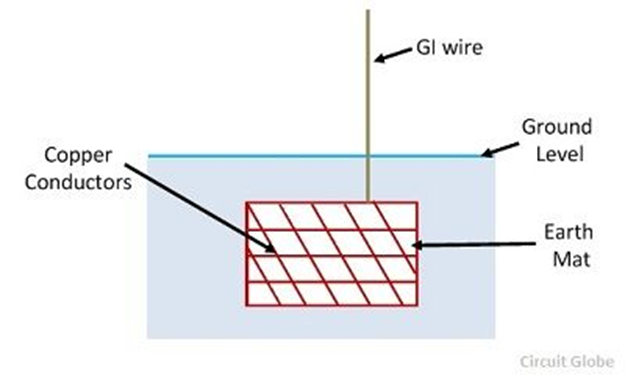 GI wire
Ground
Level
Copper
Conductors
Earth
Mat
Circuit Globe